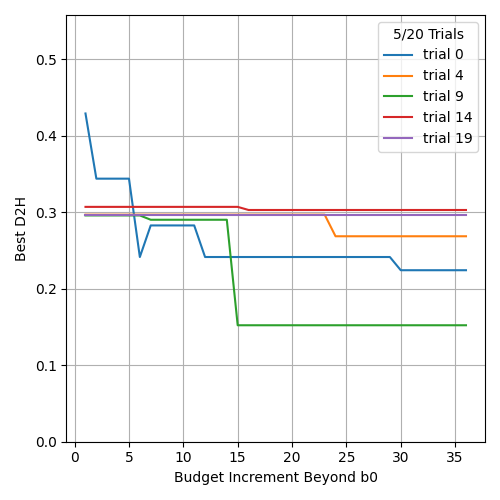 5/20 Trials
trial 0
trial 4
trial 9
trial 14
trial 19
Best D2H
0.5
0.4
0.3
0.2
0.1
0.0
0 5 10 15 20 25 30 35
Budget Increment Beyond b0